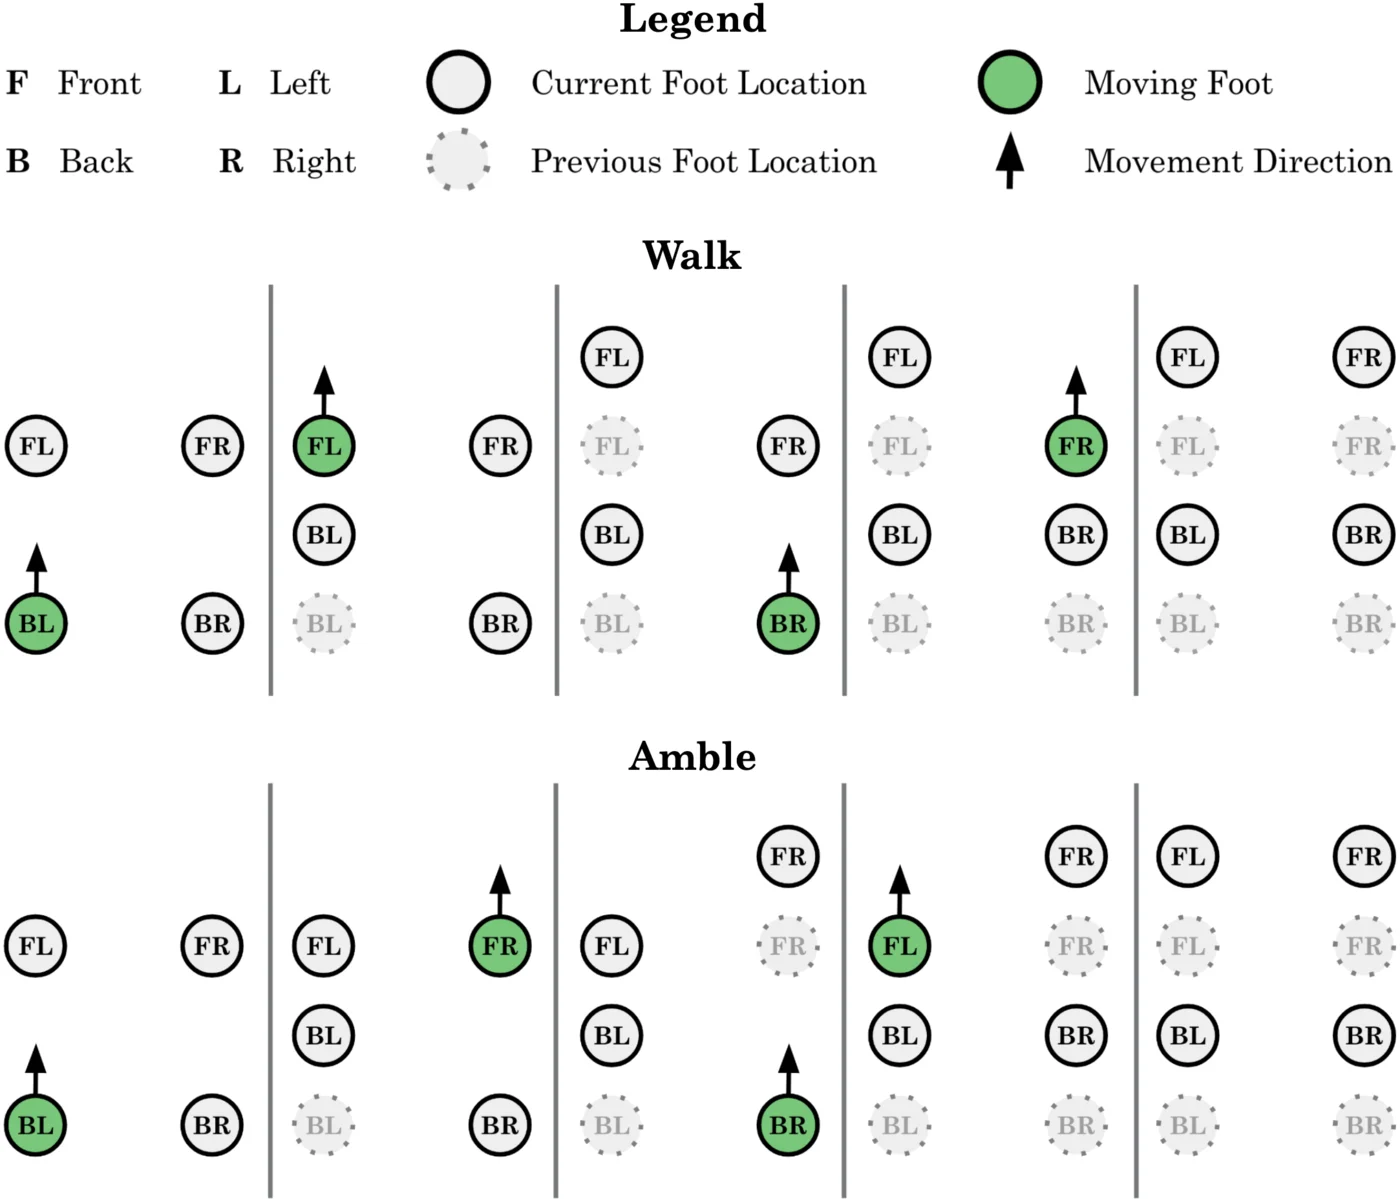 Legend
F Front L Left Current Foot Location Moving Foot
B Back R Right Previous Foot Location Movement Direction
Walk
FL FL FR
FL FR FL FR FL FR FL FR FL FR
BL BL BL BR BL BR
BL BR BL BR BL BR BL BR BL BR
Amble
FR FR FL FR
FL FR FL FR FL FR FL FR FL FR
BL BL BL BR BL BR
BL BR BL BR BL BR BL BR BL BR